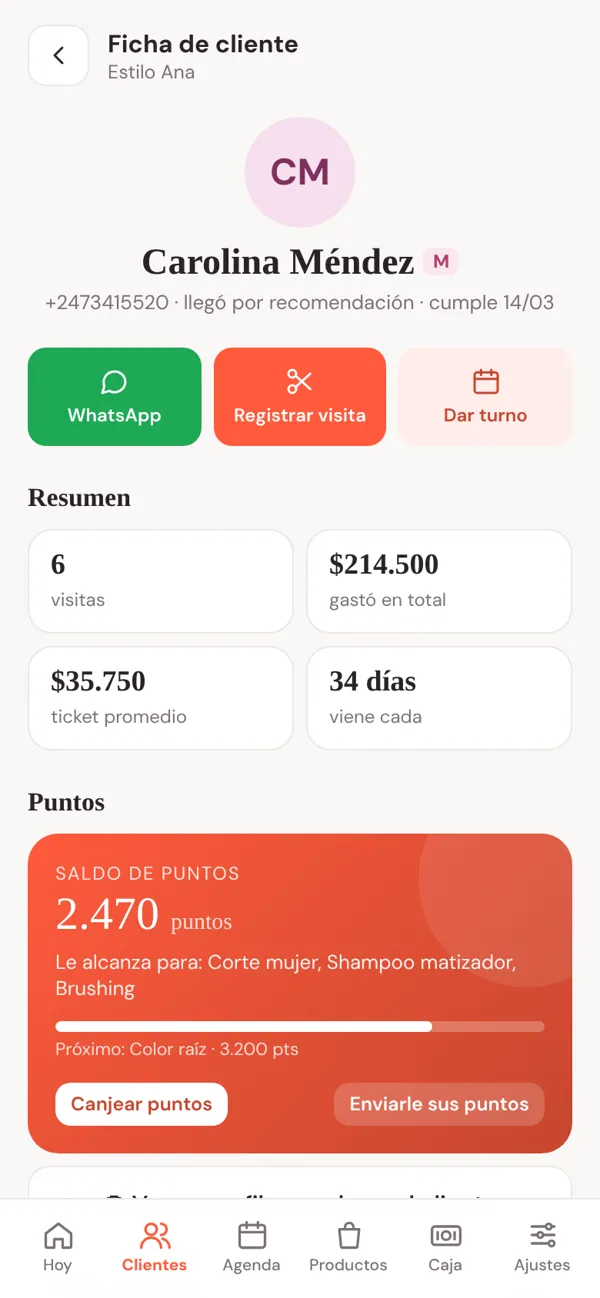 Ficha de cliente
Estilo Ana
CM
Carolina Méndez M
+2473415520 · llegó por recomendación · cumple 14/03
WhatsApp
Registrar visita
Dar turno
Resumen
6
visitas
$214.500
gastó en total
$35.750
ticket promedio
34 días
viene cada
Puntos
SALDO DE PUNTOS
2.470 puntos
Le alcanza para: Corte mujer, Shampoo matizador,
Brushing
Próximo: Color raíz · 3.200 pts
Canjear puntos
Enviarle sus puntos
Hoy
Clientes
Agenda
Productos
Caja
Ajustes